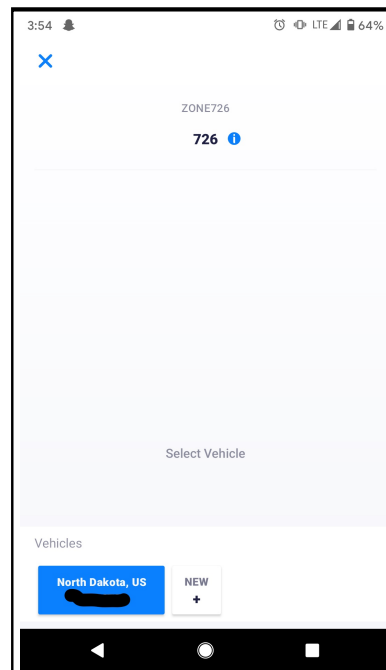 3:54 LTE 64%
ZONE726
726
Select Vehicle
Vehicles
North Dakota, US
NEW
+